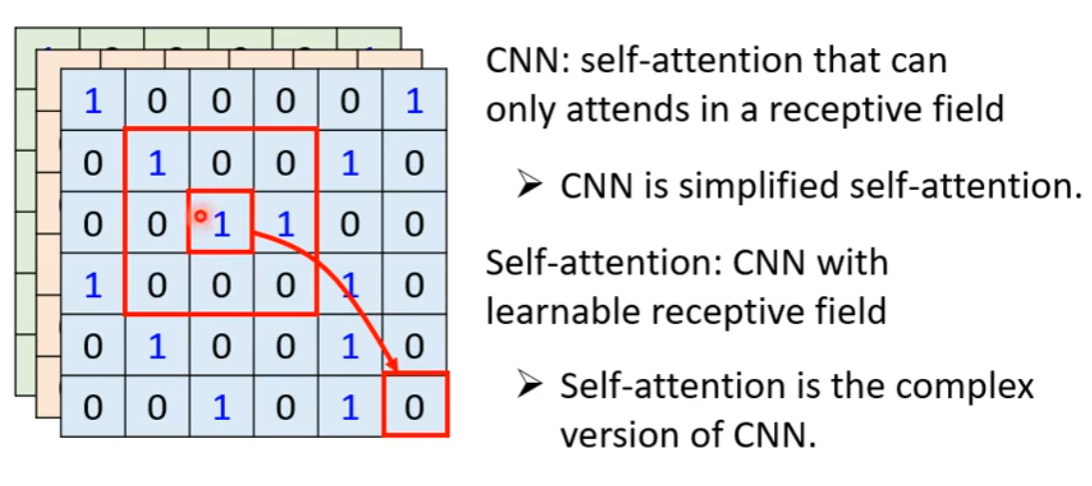 1 0 0 0 0 1
0 1 0 0 1 0
0 0 1 1 0 0
1 0 0 0 1 0
0 1 0 0 1 0
0 0 1 0 1 0
CNN: self-attention that can
only attends in a receptive field
➤ CNN is simplified self-attention.
Self-attention: CNN with
learnable receptive field
➤ Self-attention is the complex
version of CNN.